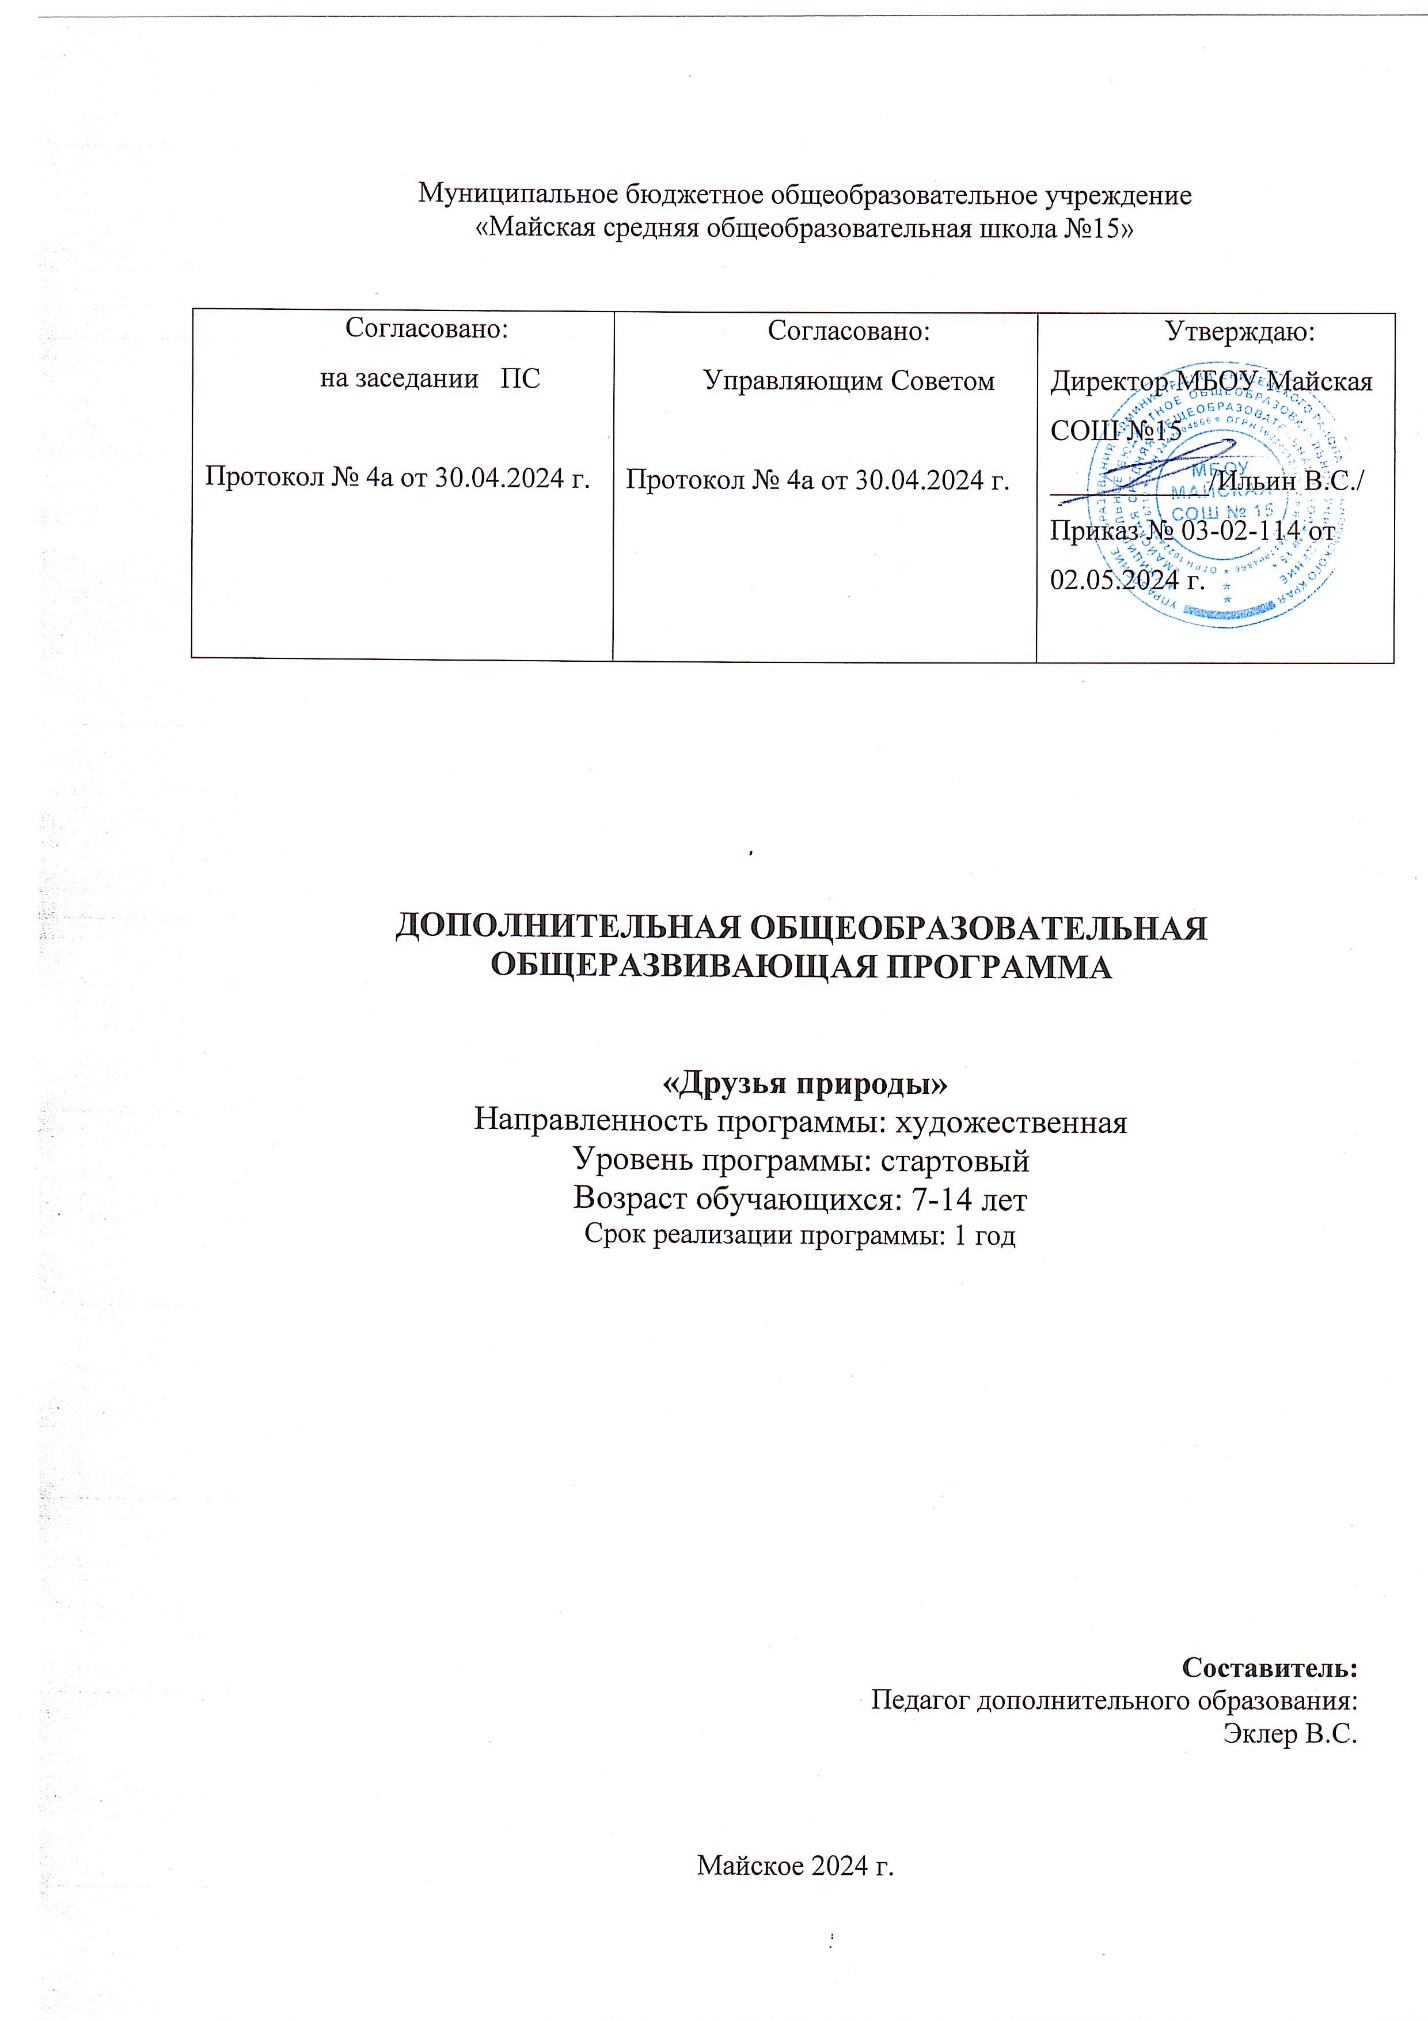 Муниципальное бюджетное общеобразовательное учреждение
«Майская средняя общеобразовательная школа №15»
Согласовано:
на заседании ПС
Протокол № 4а от 30.04.2024 г.
Согласовано:
Управляющим Советом
Протокол № 4а от 30.04.2024 г.
Утверждаю:
Директор МБОУ Майская
СОШ №15
___________/Ильин В.С./
Приказ № 03-02-114 от
02.05.2024 г.
МБОУ
МАЙСКАЯ
СОШ № 15
ДОПОЛНИТЕЛЬНАЯ ОБЩЕОБРАЗОВАТЕЛЬНАЯ
ОБЩЕРАЗВИВАЮЩАЯ ПРОГРАММА
«Друзья природы»
Направленность программы: художественная
Уровень программы: стартовый
Возраст обучающихся: 7-14 лет
Срок реализации программы: 1 год
Составитель:
Педагог дополнительного образования:
Эклер В.С.
Майское 2024 г.